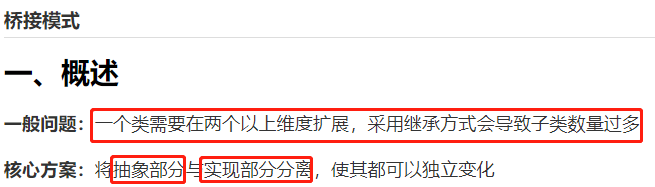 桥接模式
一、概述
一般问题：一个类需要在两个以上维度扩展，采用继承方式会导致子类数量过多
核心方案：将抽象部分与实现部分分离，使其都可以独立变化